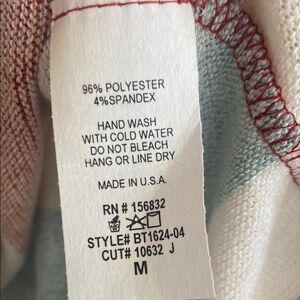 96% POLYESTER
4%SPANDEX
HAND WASH
WITH COLD WATER
DO NOT BLEACH
HANG OR LINE DRY
MADE IN U.S.A.
RN # 156832
STYLE# BT1624-04
CUT# 10632 J
M